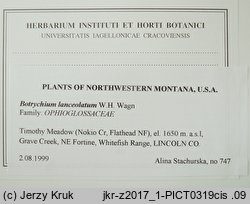 HERBARIUM INSTITUTI ET HORTI BOTANICI
UNIVERSITATIS IAGELLONICAE CRACOVIENSIS
PLANTS OF NORTHWESTERN MONTANA, U.S.A.
Botrychium lanceolatum W.H. Wagn
Family. OPHIOGLOSSACEAE
Timothy Meadow (Nokio Cr, Flathead NF), el. 1650 m. a.s.l,
Grave Creek, NE Fortine, Whitefish Range, LINCOLN CO.
2.08.1999
Alina Stachurska, no 747
(c) Jerzy Kruk
jkr-z2017_1-PICT0319cis .09